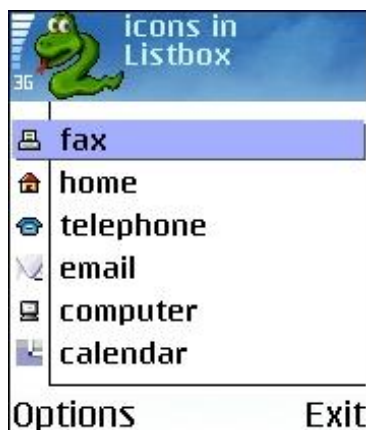 icons in
Listbox
3G
fax
home
telephone
email
computer
calendar
Options Exit